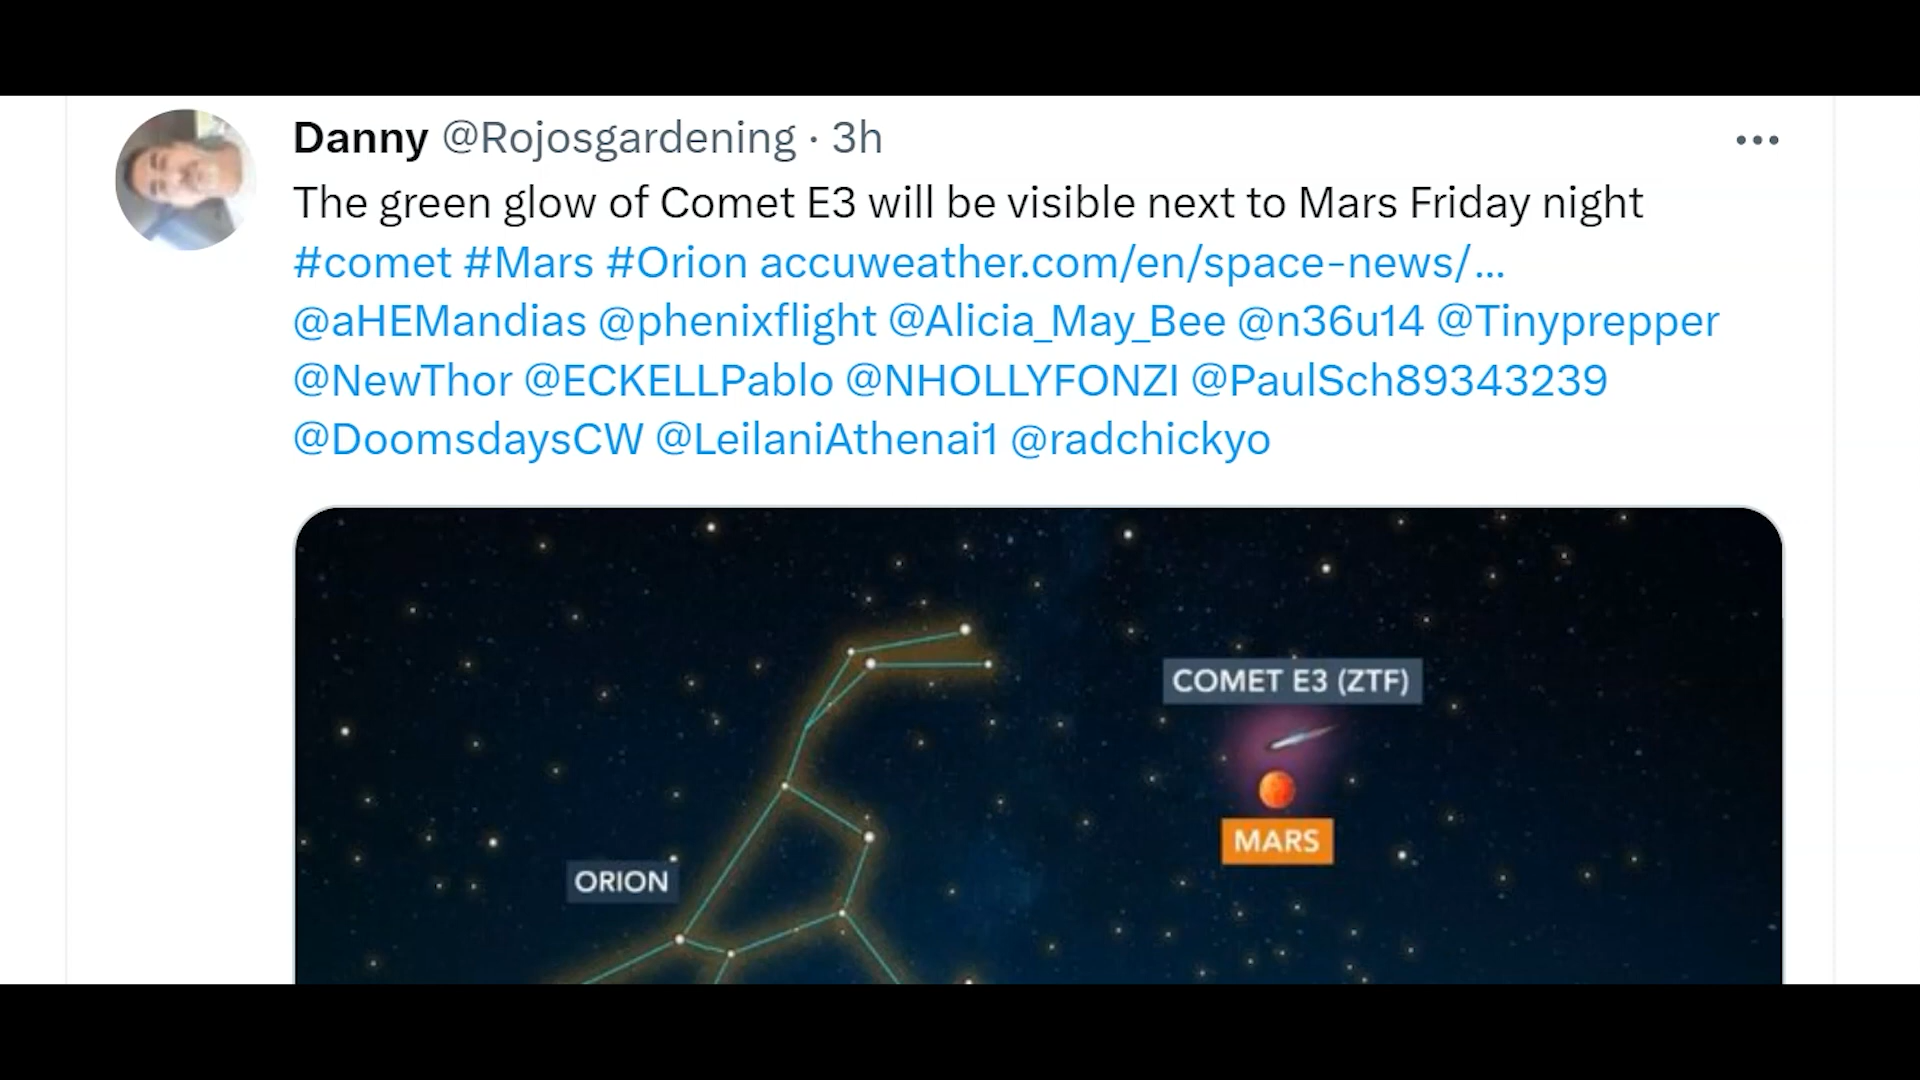 Danny @Rojosgardening · 3h
The green glow of Comet E3 will be visible next to Mars Friday night
#comet #Mars #Orion accuweather.com/en/space-news/…
@aHEMandias @phenixflight @Alicia_May_Bee @n36u14 @Tinyprepper
@NewThor @ECKELLPablo @NHOLLYFONZI @PaulSch89343239
@DoomsdaysCW @LeilaniAthenai1 @radchickyo
COMET E3 (ZTF)
MARS
ORION